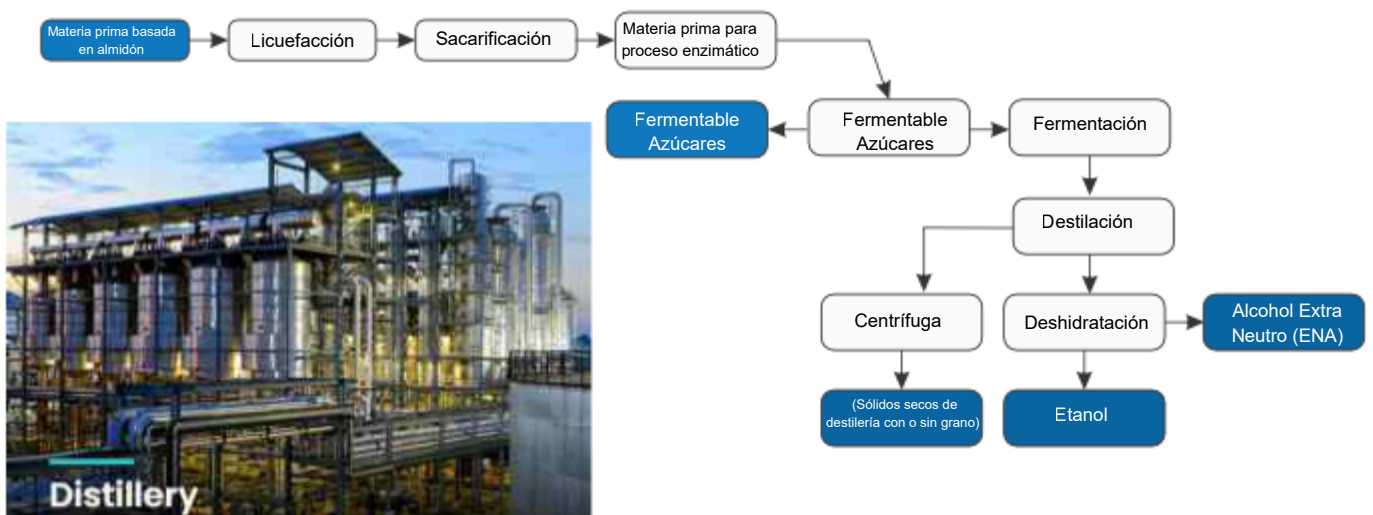 Materia prima basada
en almidón
Licuefacción
Sacarificación
Materia prima para
proceso enzimático
Fermentable
Azúcares
Fermentable
Azúcares
Fermentación
Destilación
Centrífuga
Deshidratación
Alcohol Extra
Neutro (ENA)
(Sólidos secos de
destilería con o sin grano)
Etanol
Distillery